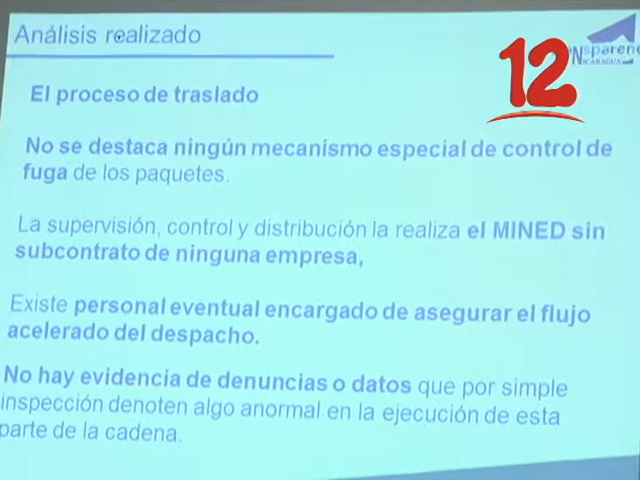 Análisis realizado
12
Nsparen
NICARAGUA
El proceso de traslado
No se destaca ningún mecanismo especial de control de
fuga de los paquetes.
La supervisión, control y distribución la realiza el MINED sin
subcontrato de ninguna empresa,
Existe personal eventual encargado de asegurar el flujo
acelerado del despacho.
No hay evidencia de denuncias o datos que por simple
inspección denoten algo anormal en la ejecución de esta
parte de la cadena.